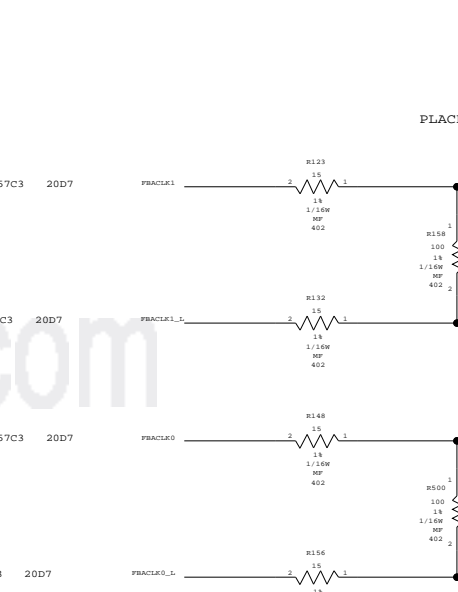 PLAC
R123
15
57C3 20D7 FBACLK1 2 1
1%
1/16W
MF
402
1
R158
100
1%
1/16W
MF
402 2
R132
15
C3 20D7 FBACLK1_L 2 1
1%
1/16W
MF
402
com
R148
15
57C3 20D7 FBACLK0 2 1
1%
1/16W
MF
402
1
R500
100
1%
1/16W
MF
402 2
R156
15
20D7 FBACLK0_L 2 1
1%